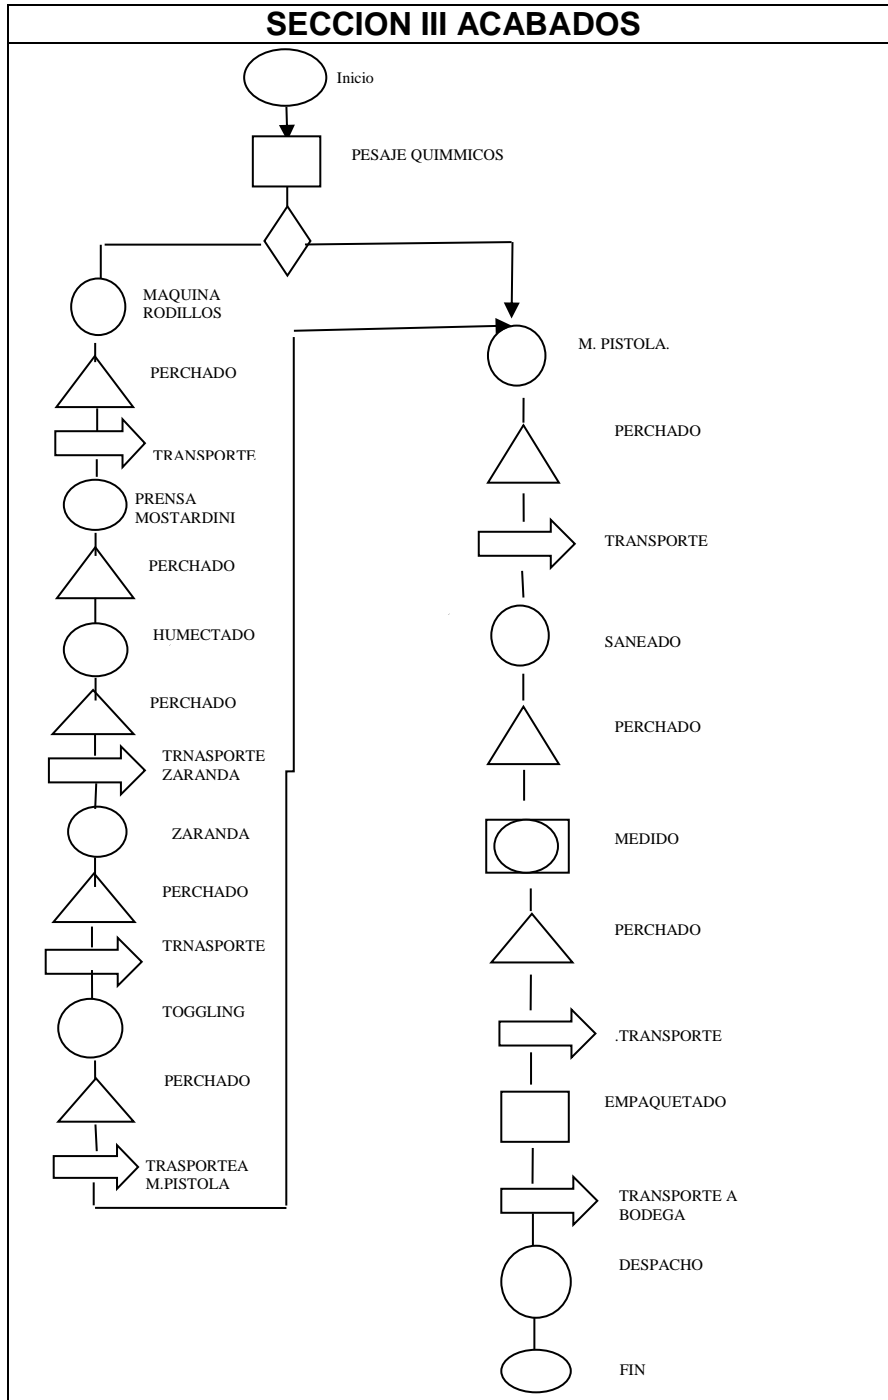 SECCION III ACABADOS
Inicio
PESAJE QUIMMICOS
MAQUINA
RODILLOS
PERCHADO
TRANSPORTE
PRENSA
MOSTARDINI
PERCHADO
HUMECTADO
PERCHADO
TRNASPORTE
ZARANDA
ZARANDA
PERCHADO
TRNASPORTE
TOGGLING
PERCHADO
TRASPORTEA
M.PISTOLA
M. PISTOLA.
PERCHADO
TRANSPORTE
SANEADO
PERCHADO
MEDIDO
PERCHADO
.TRANSPORTE
EMPAQUETADO
TRANSPORTE A
BODEGA
DESPACHO
FIN